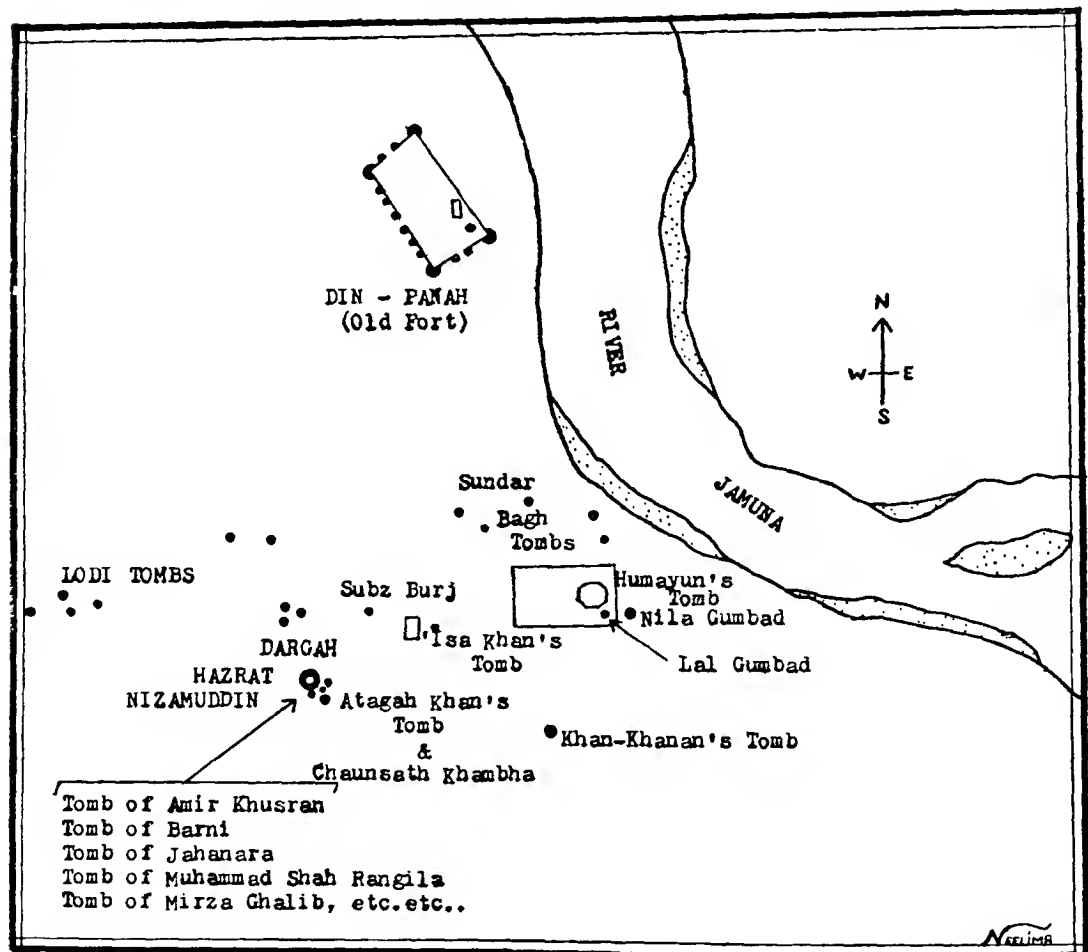 DIN - PANAH
(Old Fort)
RIVER
JAMUNA
N
W E
S
Sundar
Bagh
Tombs
LODI TOMBS
Subz Burj
Humayun's
Tomb
Nila Gumbad
Isa Khan's
Tomb
Lal Gumbad
DARGAH
HAZRAT
NIZAMUDDIN
Atagah Khan's
Tomb
&
Chaunsath Khambha
Khan-Khanan's Tomb
Tomb of Amir Khusran
Tomb of Barni
Tomb of Jahanara
Tomb of Muhammad Shah Rangila
Tomb of Mirza Ghalib, etc.etc..
NEELIMA